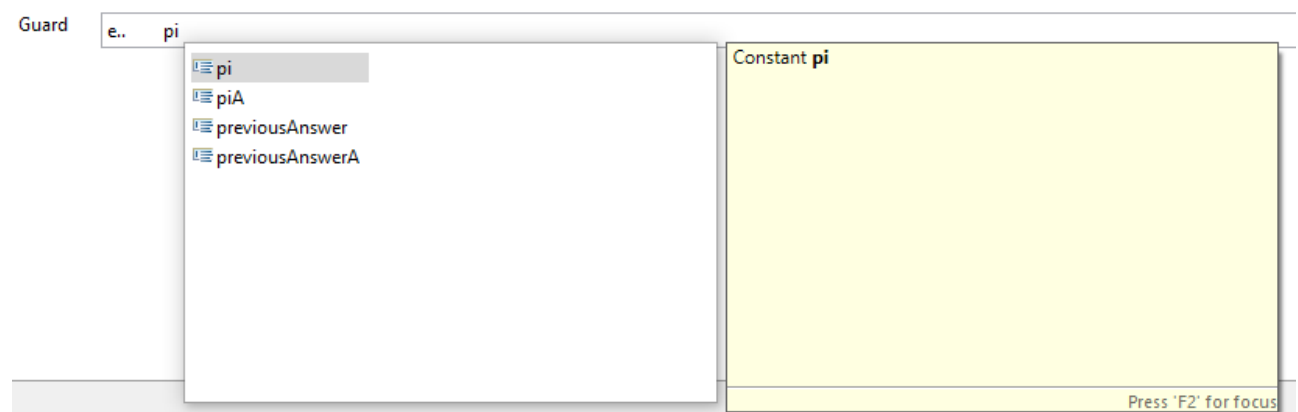 Guard
e..    pi
pi
piA
previousAnswer
previousAnswerA
Constant pi
Press 'F2' for focus